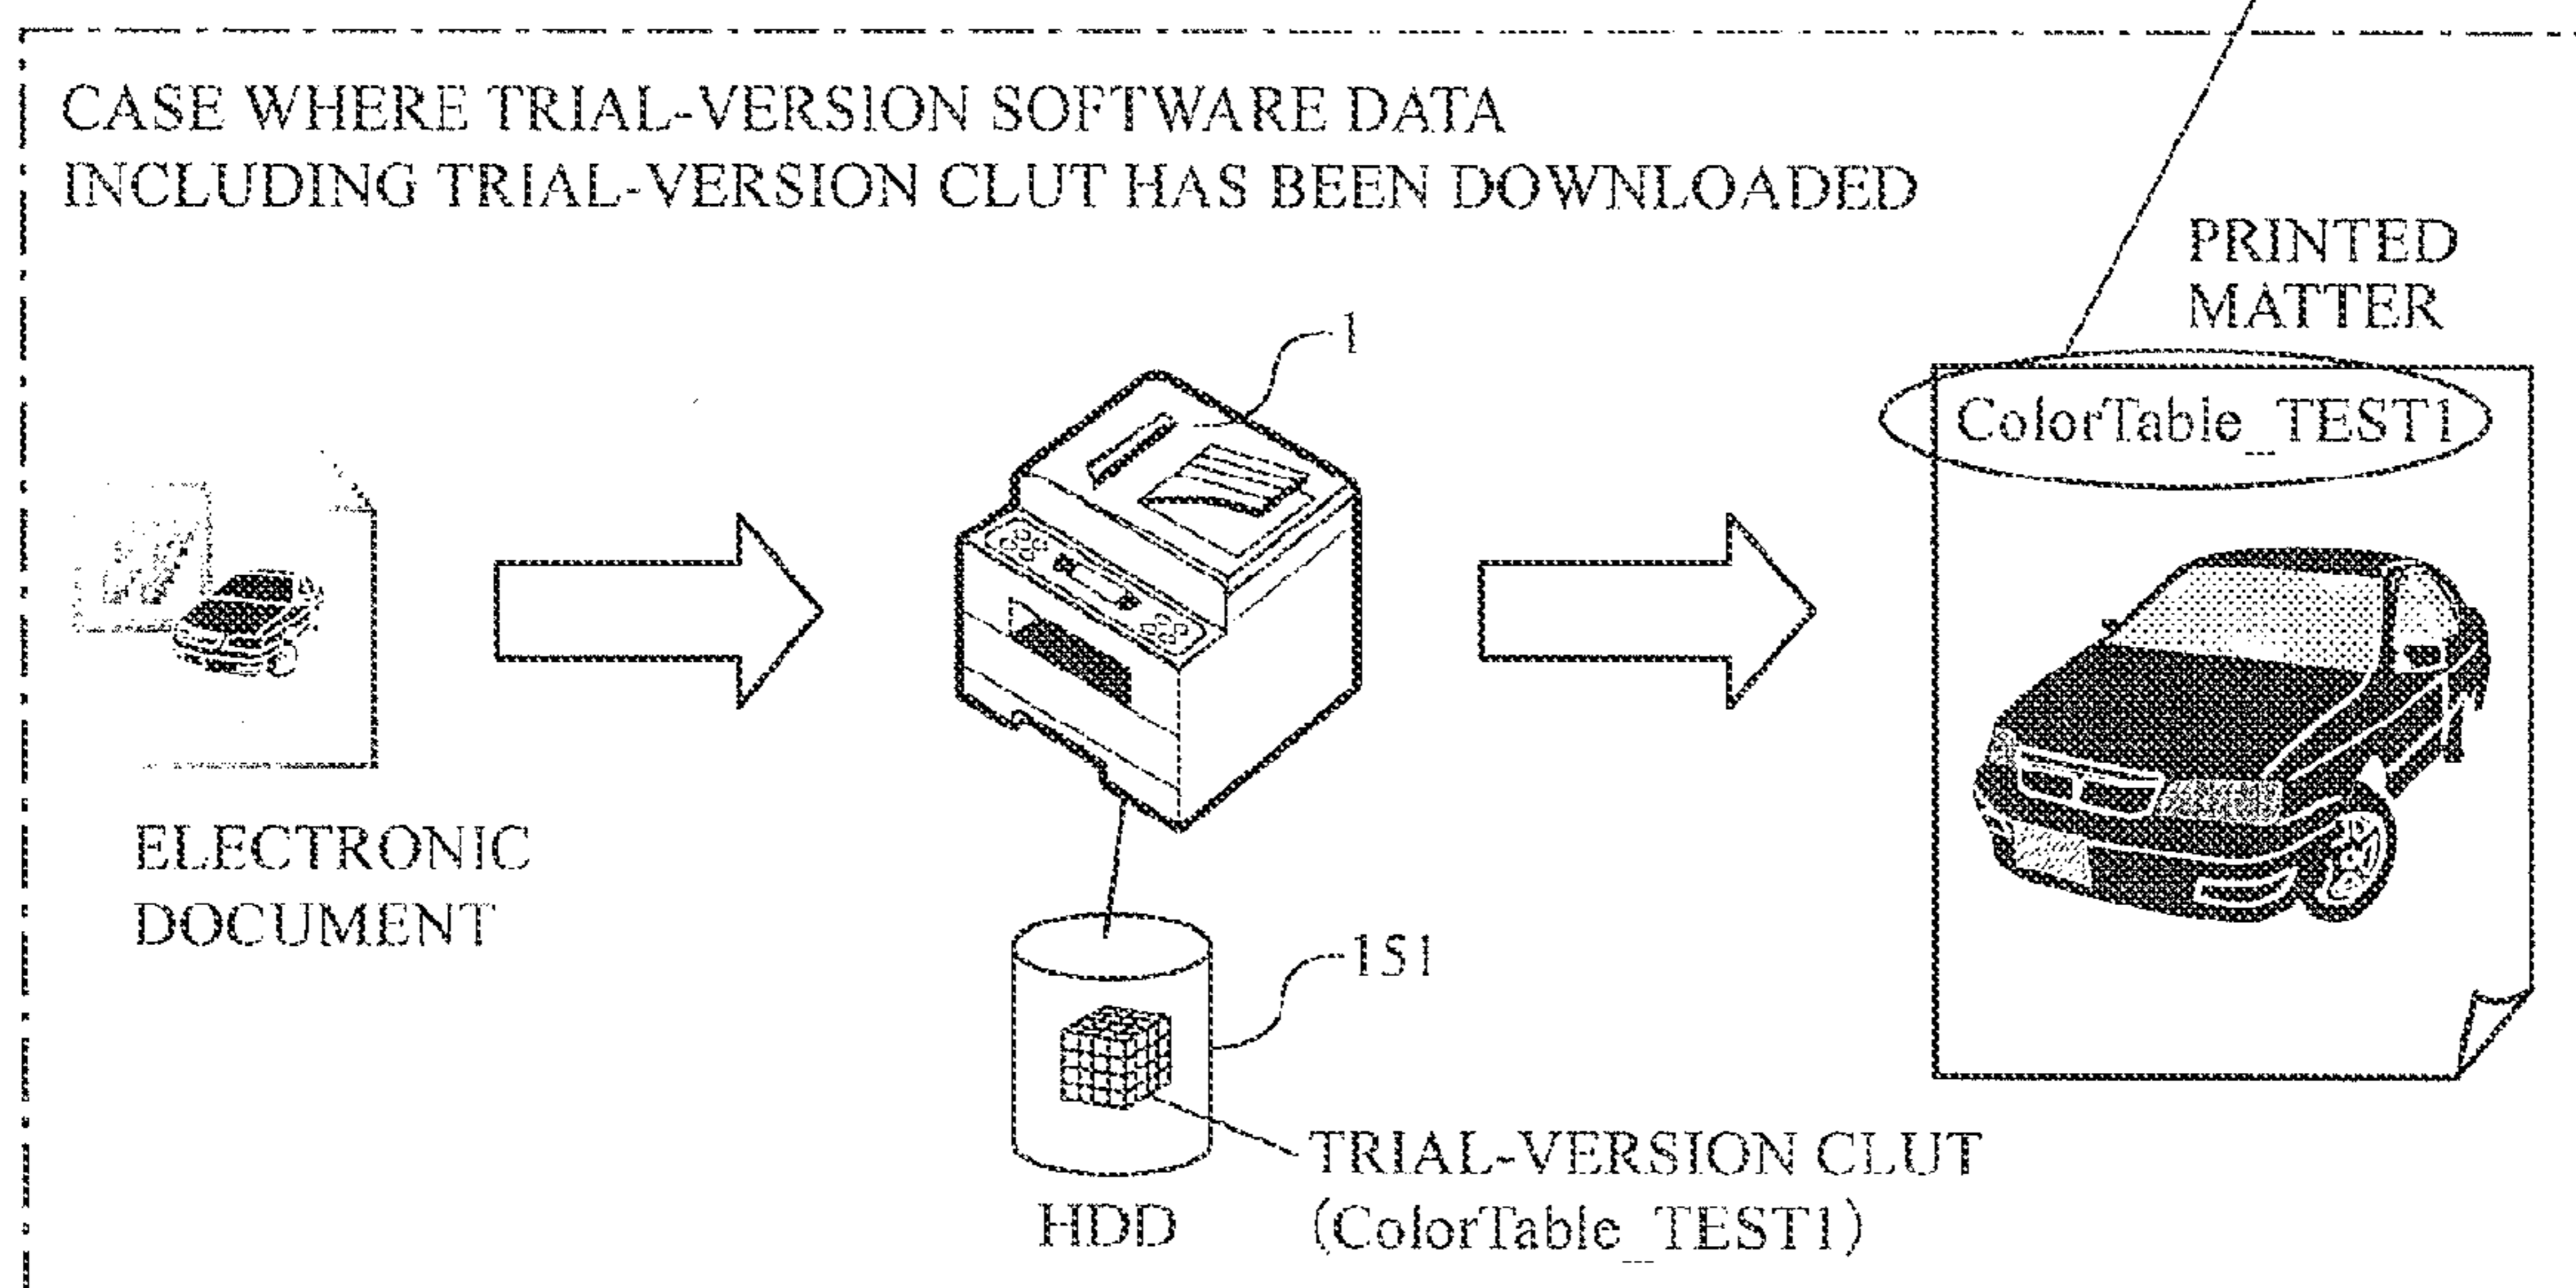 CASE WHERE TRIAL-VERSION SOFTWARE DATA
INCLUDING TRIAL-VERSION CLUT HAS BEEN DOWNLOADED
PRINTED
MATTER
1
ColorTable_TEST1
ELECTRONIC
DOCUMENT
151
TRIAL-VERSION CLUT
HDD
(ColorTable_TEST1)